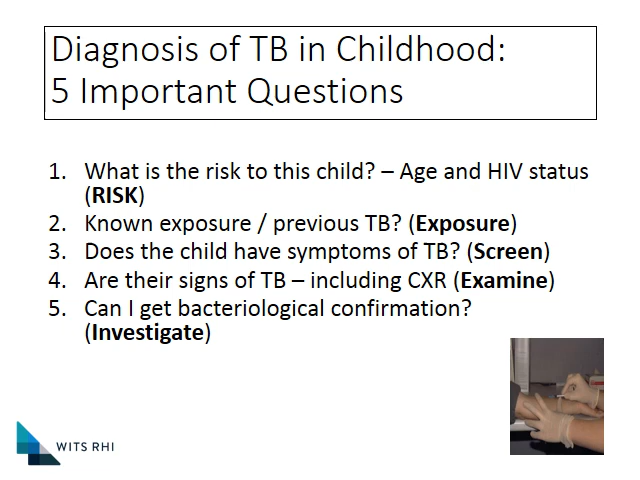 Diagnosis of TB in Childhood:
5 Important Questions
1. What is the risk to this child? – Age and HIV status
(RISK)
2. Known exposure / previous TB? (Exposure)
3. Does the child have symptoms of TB? (Screen)
4. Are their signs of TB – including CXR (Examine)
5. Can I get bacteriological confirmation?
(Investigate)
WITS RHI